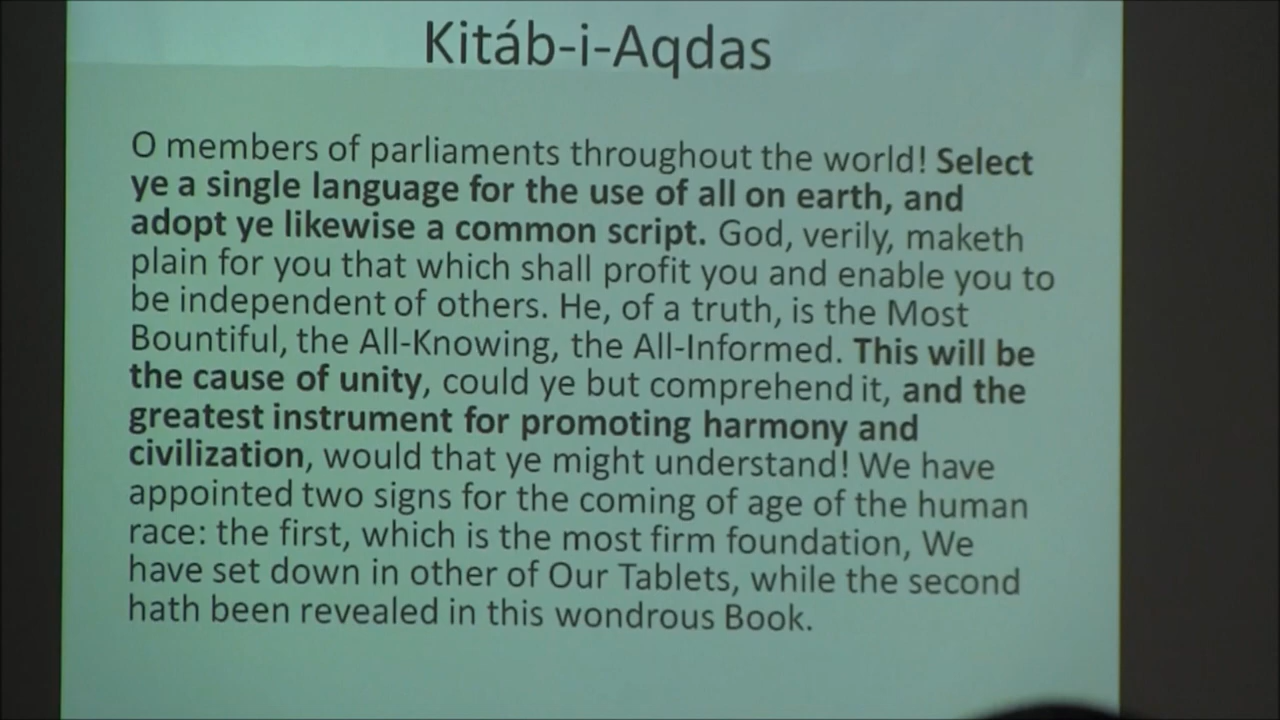 Kitáb-i-Aqdas
O members of parliaments throughout the world! Select
ye a single language for the use of all on earth, and
adopt ye likewise a common script. God, verily, maketh
plain for you that which shall profit you and enable you to
be independent of others. He, of a truth, is the Most
Bountiful, the All-Knowing, the All-Informed. This will be
the cause of unity, could ye but comprehend it, and the
greatest instrument for promoting harmony and
civilization, would that ye might understand! We have
appointed two signs for the coming of age of the human
race: the first, which is the most firm foundation, We
have set down in other of Our Tablets, while the second
hath been revealed in this wondrous Book.